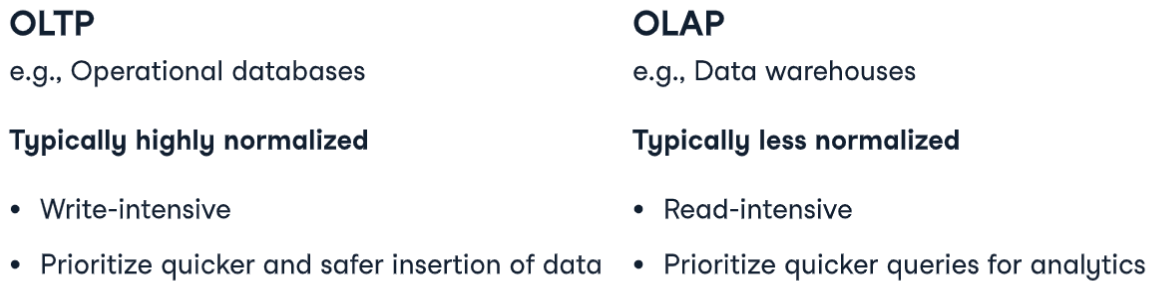 OLTP
e.g., Operational databases
Typically highly normalized
• Write-intensive
• Prioritize quicker and safer insertion of data
OLAP
e.g., Data warehouses
Typically less normalized
• Read-intensive
• Prioritize quicker queries for analytics